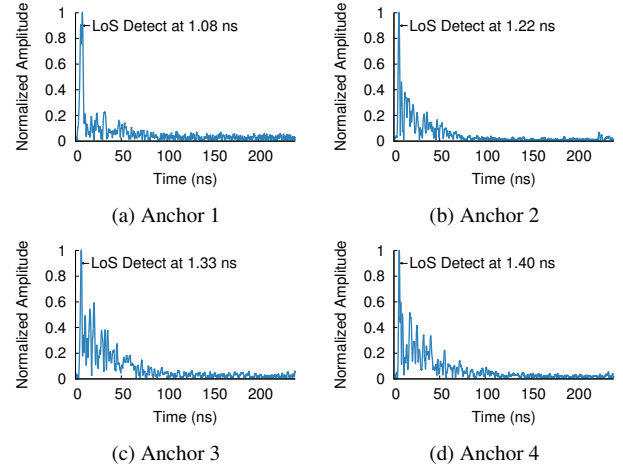 1
0.8
0.6
0.4
0.2
0
Normalized Amplitude
LoS Detect at 1.08 ns
0 50 100 150 200
Time (ns)
(a) Anchor 1
1
0.8
0.6
0.4
0.2
0
Normalized Amplitude
LoS Detect at 1.22 ns
0 50 100 150 200
Time (ns)
(b) Anchor 2
1
0.8
0.6
0.4
0.2
0
Normalized Amplitude
LoS Detect at 1.33 ns
0 50 100 150 200
Time (ns)
(c) Anchor 3
1
0.8
0.6
0.4
0.2
0
Normalized Amplitude
LoS Detect at 1.40 ns
0 50 100 150 200
Time (ns)
(d) Anchor 4